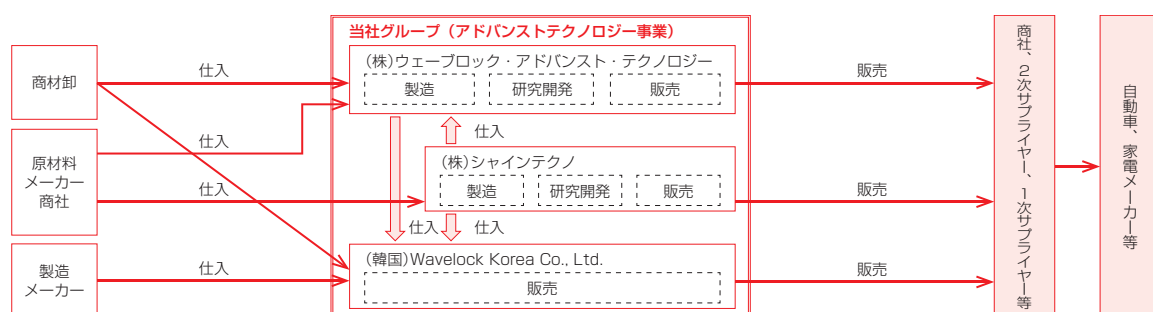 当社グループ（アドバンストテクノロジー事業）
商材卸
仕入
(株)ウェーブロック・アドバンスト・テクノロジー
製造
研究開発
販売
販売
仕入
原材料
メーカー
商社
仕入
仕入
(株)シャインテクノ
製造
研究開発
販売
販売
仕入
仕入
製造
メーカー
仕入
(韓国)Wavelock Korea Co., Ltd.
販売
販売
商社、2次サプライヤー、1次サプライヤー等
自動車、家電メーカー等